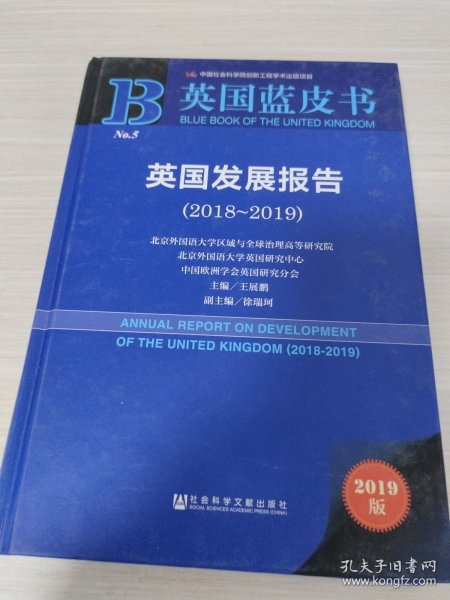 中国社会科学院创新工程学术出版项目
B
No.5
英国蓝皮书
BLUE BOOK OF THE UNITED KINGDOM
英国发展报告
(2018~2019)
北京外国语大学区域与全球治理高等研究院
北京外国语大学英国研究中心
中国欧洲学会英国研究分会
主编/王展鹏
副主编/徐瑞珂
ANNUAL REPORT ON DEVELOPMENT
OF THE UNITED KINGDOM (2018-2019)
社会科学文献出版社
SOCIAL SCIENCES ACADEMIC PRESS (CHINA)
2019
版
孔夫子旧书网
www.kongfz.com